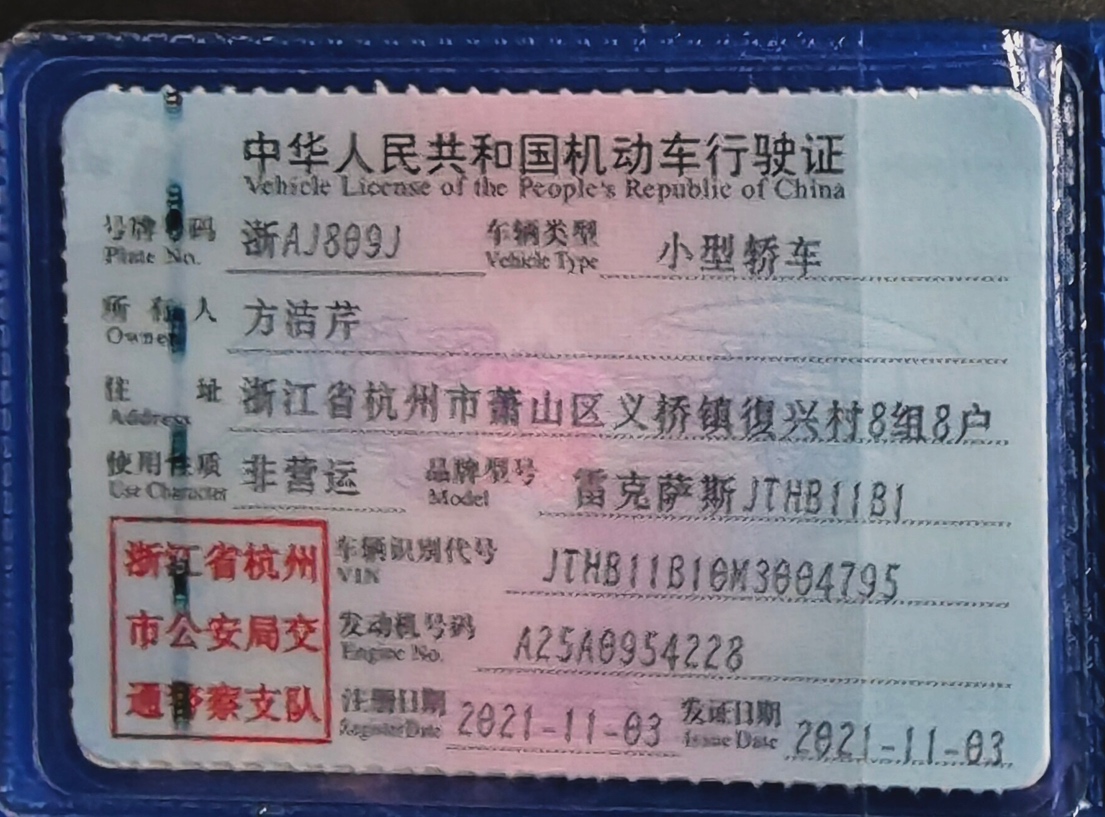 中华人民共和国机动车行驶证
Vehicle License of the People's Republic of China
号牌号码 浙AJ809J 车辆类型 小型轿车
Plate No. Vehicle Type
所有人 方洁芹
Owner
住址 浙江省杭州市萧山区义桥镇復兴村8组8户
Address
使用性质 非营运 品牌型号 雷克萨斯JTHB11B1
Use Character Model
浙江省杭州 车辆识别代号 JTHB11B10M3004795
VIN
市公安局交 发动机号码 A25A0954228
Engine No.
通警察支队 注册日期 2021-11-03 发证日期 2021-11-03
Register Date Issue Date